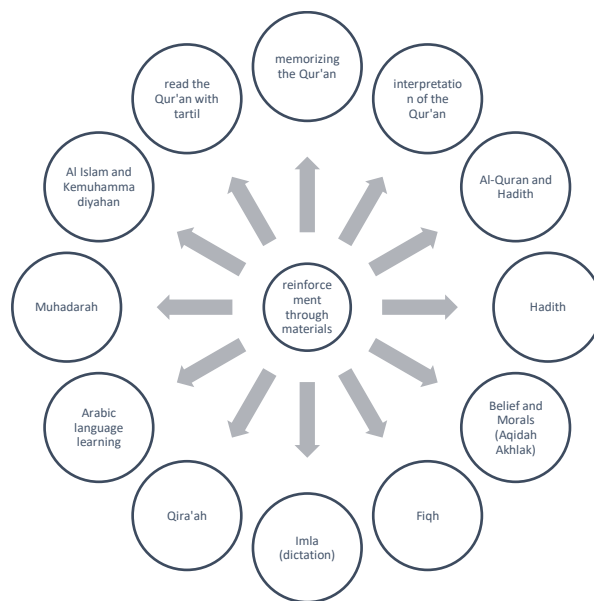 memorizing
the Qur'an
interpretatio
n of the
Qur'an
Al-Quran and
Hadith
Hadith
Belief and
Morals
(Aqidah
Akhlak)
Fiqh
Imla
(dictation)
Qira'ah
Arabic
language
learning
Muhadarah
Al Islam and
Kemuhamma
diyahan
read the
Qur'an with
tartil
reinforce
ment through
materials